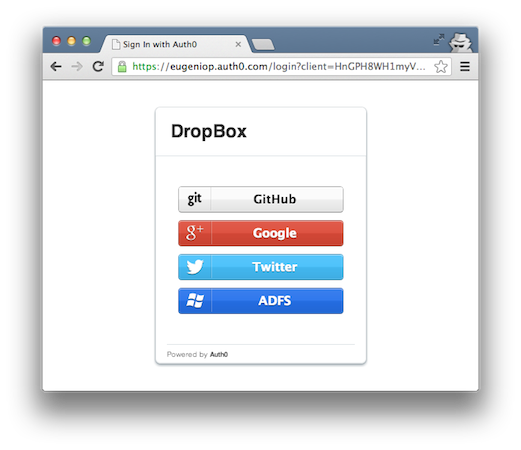 Sign In with Auth0
https://eugeniop.auth0.com/login?client=HnGPH8WH1myV...
DropBox
git GitHub
g+ Google
Twitter
ADFS
Powered by Auth0